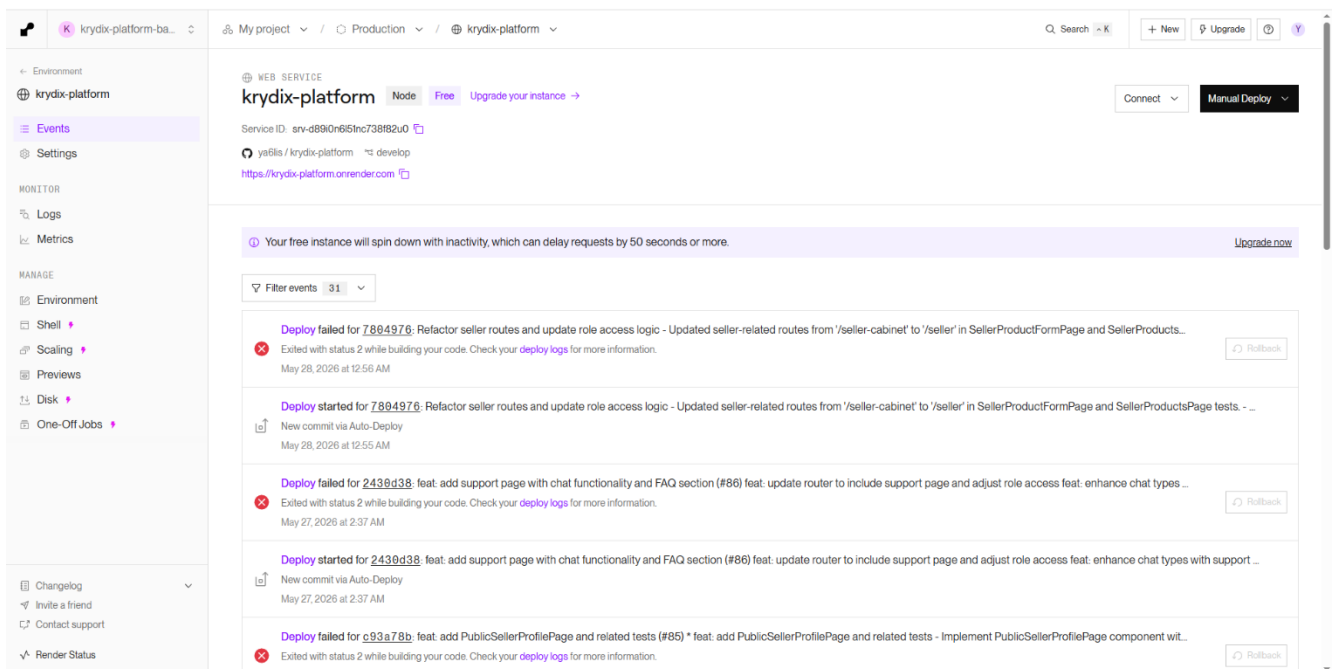 K krydix-platform-ba...
My project / Production / krydix-platform
Search ^ K
+ New
Upgrade
Y
← Environment
krydix-platform
Events
Settings
MONITOR
Logs
Metrics
MANAGE
Environment
Shell
Scaling
Previews
Disk
One-Off Jobs
Changelog
Invite a friend
Contact support
Render Status
WEB SERVICE
krydix-platform Node Free Upgrade your instance →
Connect
Manual Deploy
Service ID: srv-d89i0n6l51nc738f82u0
ya6lis / krydix-platform develop
https://krydix-platform.onrender.com
Your free instance will spin down with inactivity, which can delay requests by 50 seconds or more.
Upgrade now
Filter events 31
Deploy failed for 7804976: Refactor seller routes and update role access logic - Updated seller-related routes from '/seller-cabinet' to '/seller' in SellerProductFormPage and SellerProducts...
Exited with status 2 while building your code. Check your deploy logs for more information.
Rollback
May 28, 2026 at 12:56 AM
Deploy started for 7804976: Refactor seller routes and update role access logic - Updated seller-related routes from '/seller-cabinet' to '/seller' in SellerProductFormPage and SellerProductsPage tests. - ...
New commit via Auto-Deploy
May 28, 2026 at 12:55 AM
Deploy failed for 2430d38: feat: add support page with chat functionality and FAQ section (#86) feat: update router to include support page and adjust role access feat: enhance chat types ...
Exited with status 2 while building your code. Check your deploy logs for more information.
Rollback
May 27, 2026 at 2:37 AM
Deploy started for 2430d38: feat: add support page with chat functionality and FAQ section (#86) feat: update router to include support page and adjust role access feat: enhance chat types with support ...
New commit via Auto-Deploy
May 27, 2026 at 2:37 AM
Deploy failed for c93a78b: feat: add PublicSellerProfilePage and related tests (#85) * feat: add PublicSellerProfilePage and related tests - Implement PublicSellerProfilePage component wit...
Exited with status 2 while building your code. Check your deploy logs for more information.
Rollback